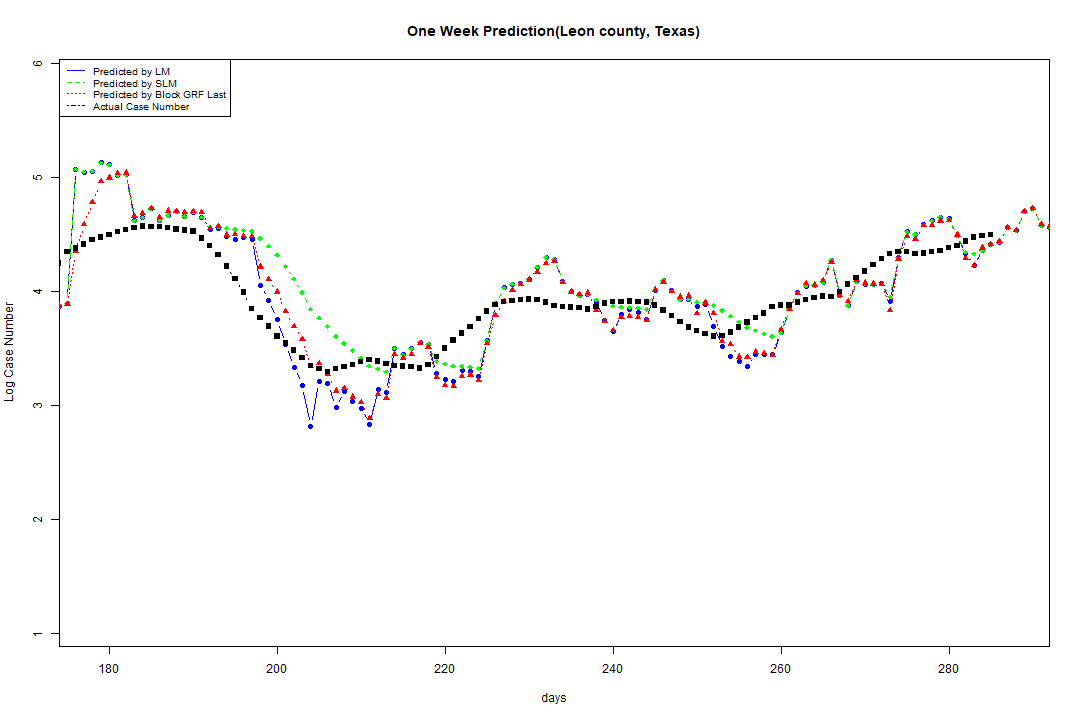 One Week Prediction(Leon county, Texas)
Predicted by LM
Predicted by SLM
Predicted by Block GRF Last
Actual Case Number
6
5
4
3
2
1
Log Case Number
180
200
220
240
260
280
days